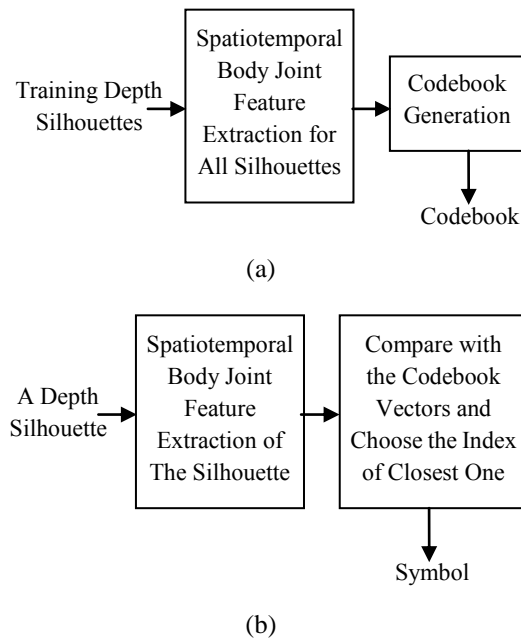 Training Depth
Silhouettes
Spatiotemporal
Body Joint
Feature
Extraction for
All Silhouettes
Codebook
Generation
Codebook
(a)
A Depth
Silhouette
Spatiotemporal
Body Joint
Feature
Extraction of
The Silhouette
Compare with
the Codebook
Vectors and
Choose the Index
of Closest One
Symbol
(b)